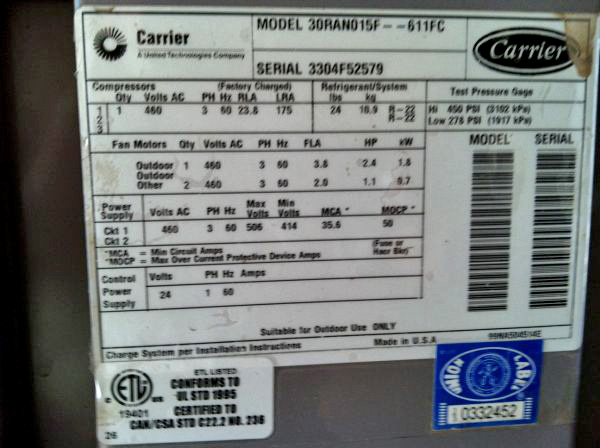 Carrier
A United Technologies Company
MODEL 30RAN015F--611FC
SERIAL 3304F52579
Carrier
Compressors (Factory Charged) Refrigerant/System Test Pressure Gage
Qty Volts AC PH Hz RLA LRA lbs kg
1 1 460 3 60 23.8 175 24 10.9 R-22 Hi 450 PSI (3102 kPa)
2 R-22 Low 278 PSI (1917 kPa)
3
MODEL SERIAL
Fan Motors Qty Volts AC PH Hz FLA HP kW
Outdoor 1 460 3 60 3.8 2.4 1.8
Outdoor
Other 2 460 3 60 2.0 1.1 0.7
Power Supply Volts AC PH Hz Max Volts Min Volts MCA * MOCP *
Ckt 1 460 3 60 506 414 35.6 50
Ckt 2
(Fuse or Hacr Bkr)
*MCA = Min Circuit Amps
*MOCP = Max Over Current Protective Device Amps
Control Power Supply Volts PH Hz Amps
24 1 60
Suitable for Outdoor Use ONLY
99NA504514E
Charge System per Installation Instructions Made in U.S.A
ETL LISTED
CONFORMS TO
UL STD 1995
CERTIFIED TO
CAN/CSA STD C22.2 NO. 236
C ETL US
19401
26
UNION LABEL
0332452